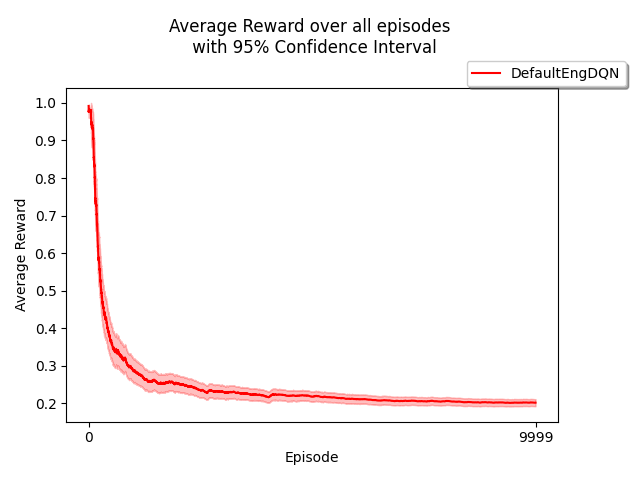 Average Reward over all episodes
with 95% Confidence Interval
DefaultEngDQN
1.0
0.9
0.8
0.7
0.6
0.5
0.4
0.3
0.2
Average Reward
0
9999
Episode